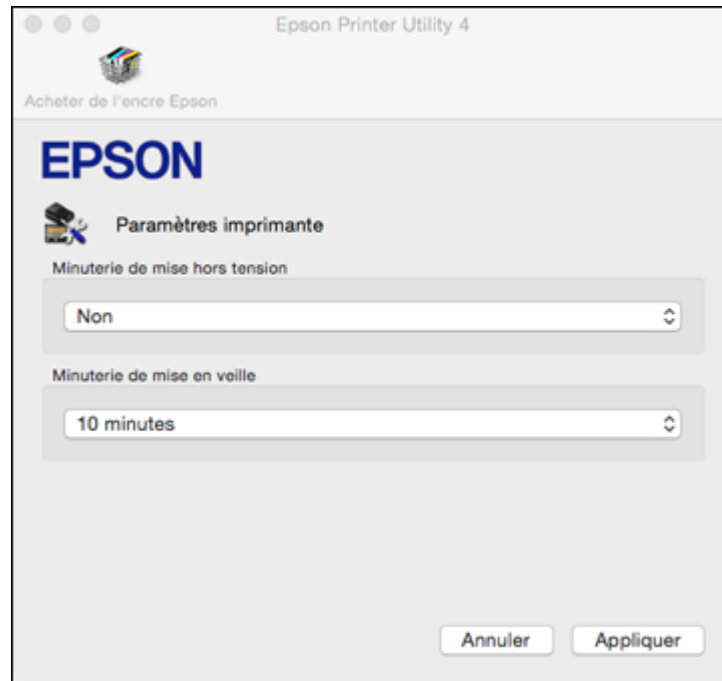 Epson Printer Utility 4
Acheter de l'encre Epson
EPSON
Paramètres imprimante
Minuterie de mise hors tension
Non
Minuterie de mise en veille
10 minutes
Annuler
Appliquer